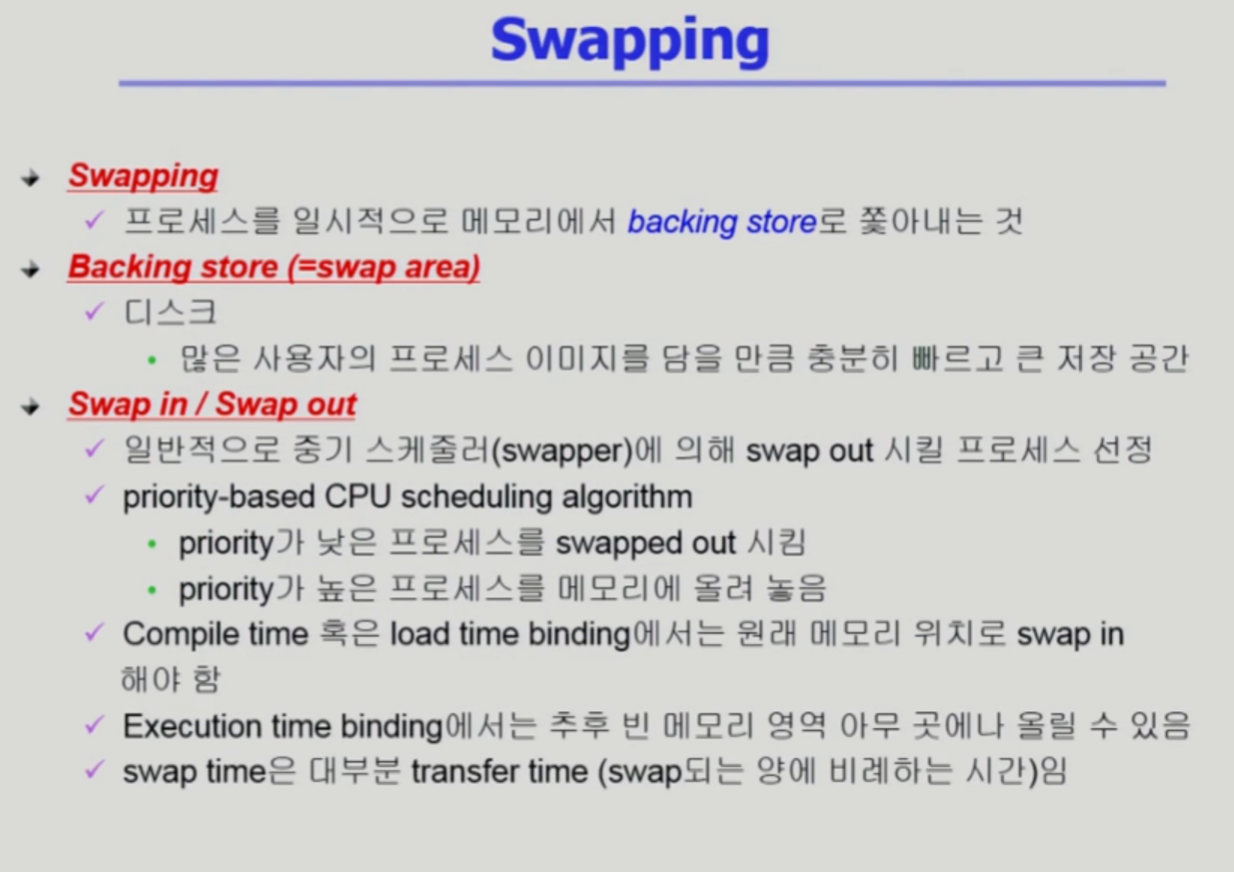 Swapping
Swapping
프로세스를 일시적으로 메모리에서 backing store로 쫓아내는 것
Backing store (=swap area)
디스크
많은 사용자의 프로세스 이미지를 담을 만큼 충분히 빠르고 큰 저장 공간
Swap in / Swap out
일반적으로 중기 스케줄러(swapper)에 의해 swap out 시킬 프로세스 선정
priority-based CPU scheduling algorithm
priority가 낮은 프로세스를 swapped out 시킴
priority가 높은 프로세스를 메모리에 올려 놓음
Compile time 혹은 load time binding에서는 원래 메모리 위치로 swap in
해야 함
Execution time binding에서는 추후 빈 메모리 영역 아무 곳에나 올릴 수 있음
swap time은 대부분 transfer time (swap되는 양에 비례하는 시간)임